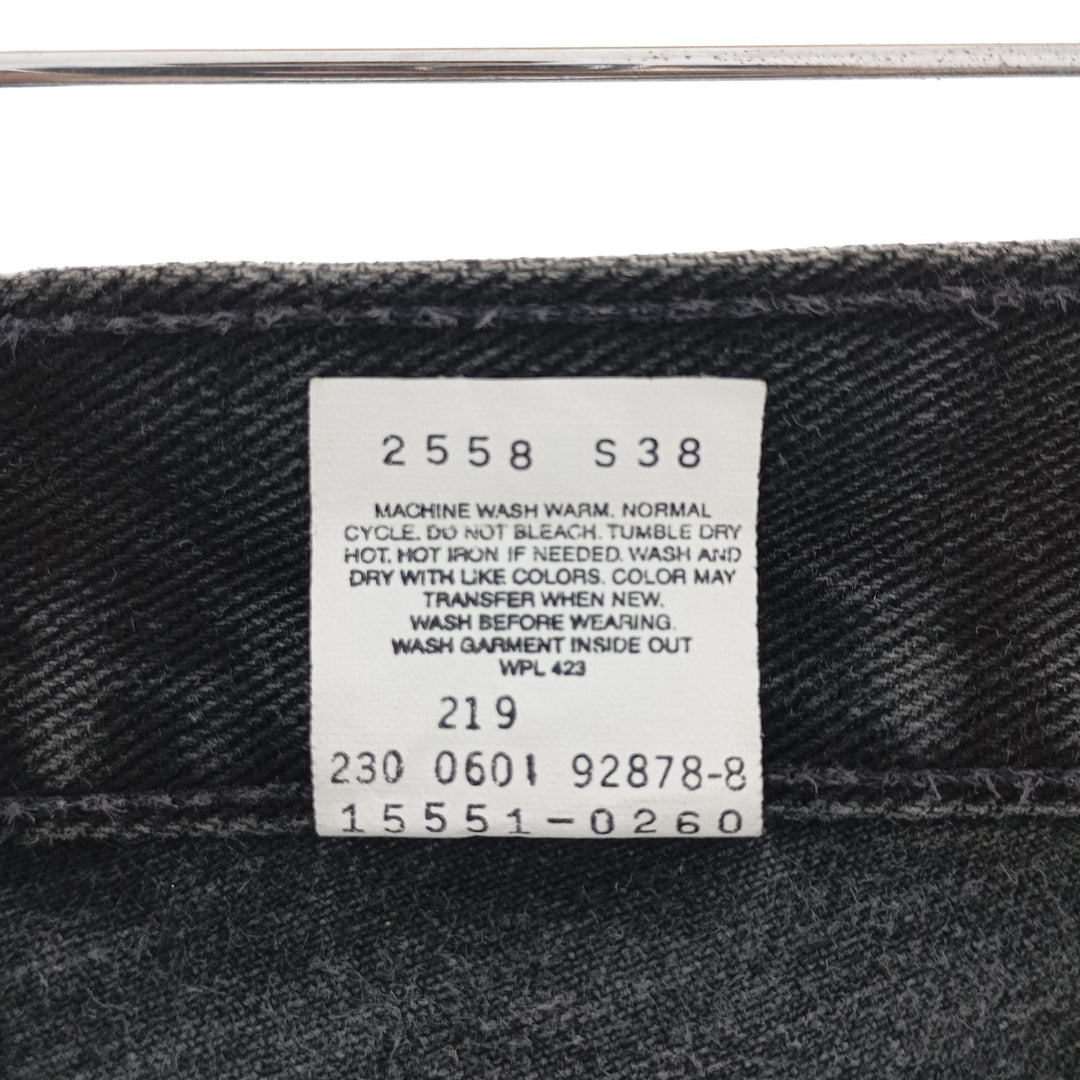 2558 S38
MACHINE WASH WARM. NORMAL
CYCLE. DO NOT BLEACH. TUMBLE DRY
HOT. HOT IRON IF NEEDED. WASH AND
DRY WITH LIKE COLORS. COLOR MAY
TRANSFER WHEN NEW.
WASH BEFORE WEARING.
WASH GARMENT INSIDE OUT
WPL 423
219
230 0601 92878-8
15551-0260